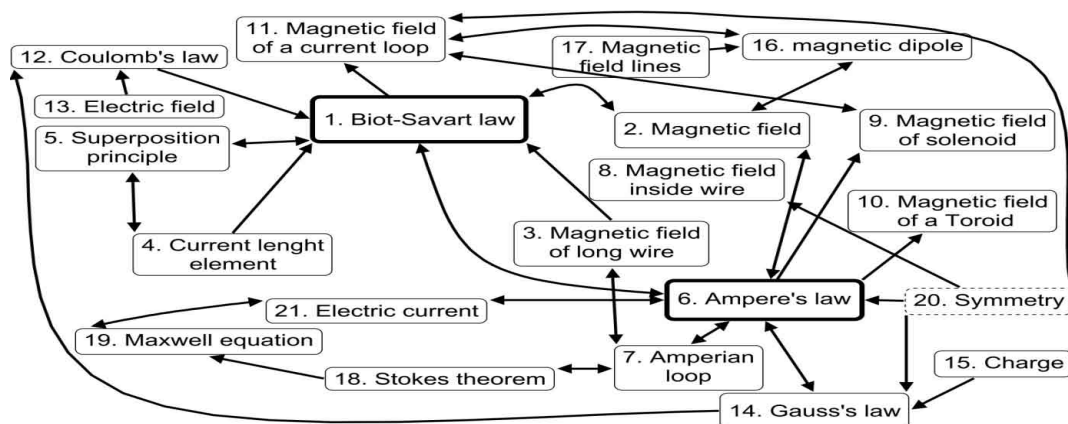 11. Magnetic field
of a current loop
12. Coulomb's law
17. Magnetic
field lines
16. magnetic dipole
13. Electric field
1. Biot-Savart law
2. Magnetic field
9. Magnetic field
of solenoid
5. Superposition
principle
8. Magnetic field
inside wire
10. Magnetic field
of a Toroid
4. Current lenght
element
3. Magnetic field
of long wire
6. Ampere's law
20. Symmetry
21. Electric current
19. Maxwell equation
7. Amperian
loop
15. Charge
18. Stokes theorem
14. Gauss's law